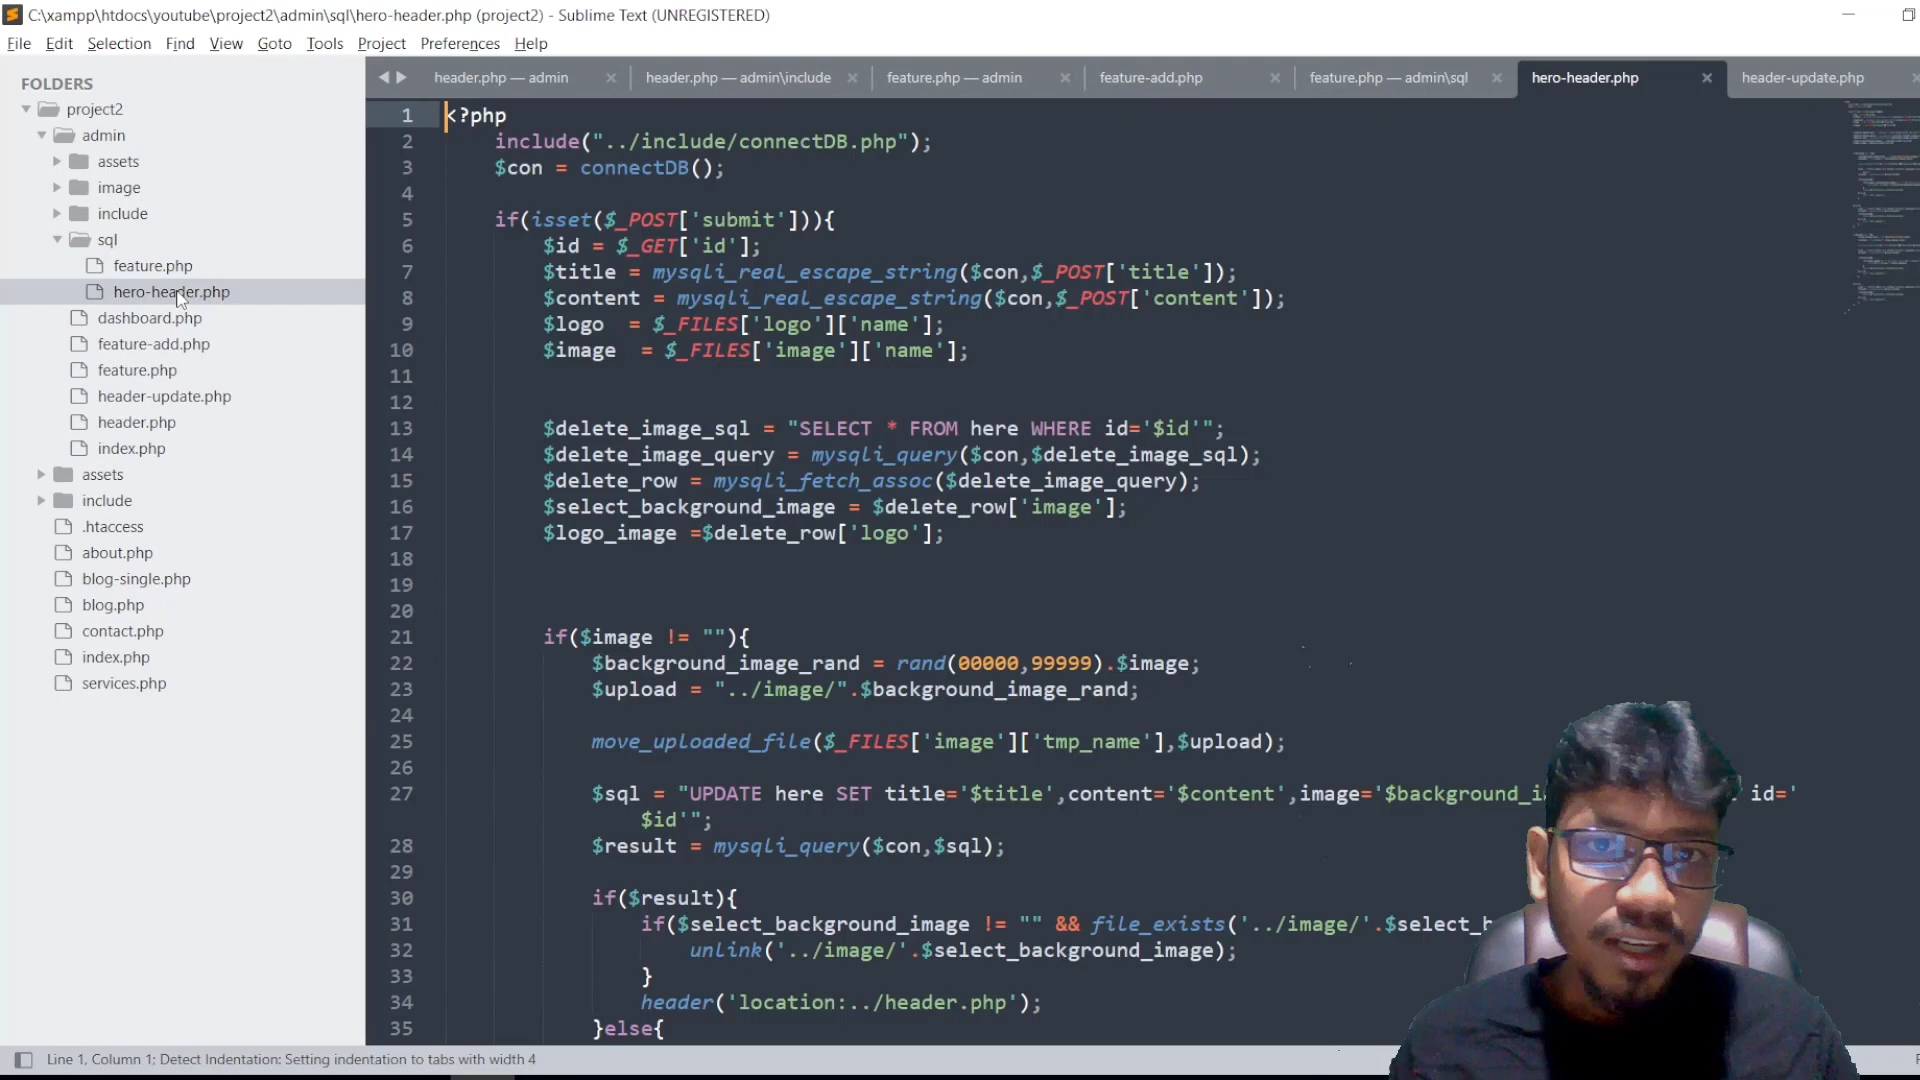 C:\xampp\htdocs\youtube\project2\admin\sql\hero-header.php (project2) - Sublime Text (UNREGISTERED)
File Edit Selection Find View Goto Tools Project Preferences Help
FOLDERS
project2
admin
assets
image
include
sql
feature.php
hero-header.php
dashboard.php
feature-add.php
feature.php
header-update.php
header.php
index.php
assets
include
.htaccess
about.php
blog-single.php
blog.php
contact.php
index.php
services.php
header.php — admin × header.php — admin\include × feature.php — admin × feature-add.php × feature.php — admin\sql × hero-header.php × header-update.php ×
1 <?php
2 include("../include/connectDB.php");
3 $con = connectDB();
4
5 if(isset($_POST['submit'])){
6 $id = $_GET['id'];
7 $title = mysqli_real_escape_string($con,$_POST['title']);
8 $content = mysqli_real_escape_string($con,$_POST['content']);
9 $logo = $_FILES['logo']['name'];
10 $image = $_FILES['image']['name'];
11
12
13 $delete_image_sql = "SELECT * FROM here WHERE id='$id'";
14 $delete_image_query = mysqli_query($con,$delete_image_sql);
15 $delete_row = mysqli_fetch_assoc($delete_image_query);
16 $select_background_image = $delete_row['image'];
17 $logo_image =$delete_row['logo'];
18
19
20
21 if($image != ""){
22 $background_image_rand = rand(00000,99999).$image;
23 $upload = "../image/".$background_image_rand;
24
25 move_uploaded_file($_FILES['image']['tmp_name'],$upload);
26
27 $sql = "UPDATE here SET title='$title',content='$content',image='$background_i id='
$id'";
28 $result = mysqli_query($con,$sql);
29
30 if($result){
31 if($select_background_image != "" && file_exists('../image/'.$select_b
32 unlink('../image/'.$select_background_image);
33 }
34 header('location:../header.php');
35 }else{
Line 1, Column 1; Detect Indentation: Setting indentation to tabs with width 4